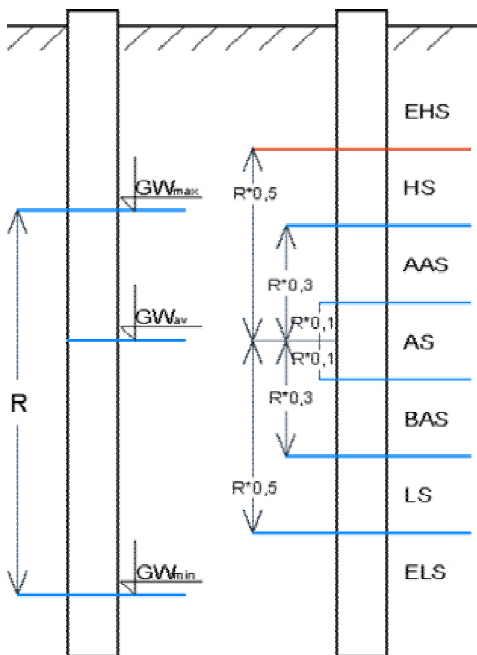 EHS
GWmax
HS
R*0,5
AAS
R*0,3
R*0,1
GWav
AS
R*0,1
R
R*0,3
BAS
R*0,5
LS
GWmin
ELS